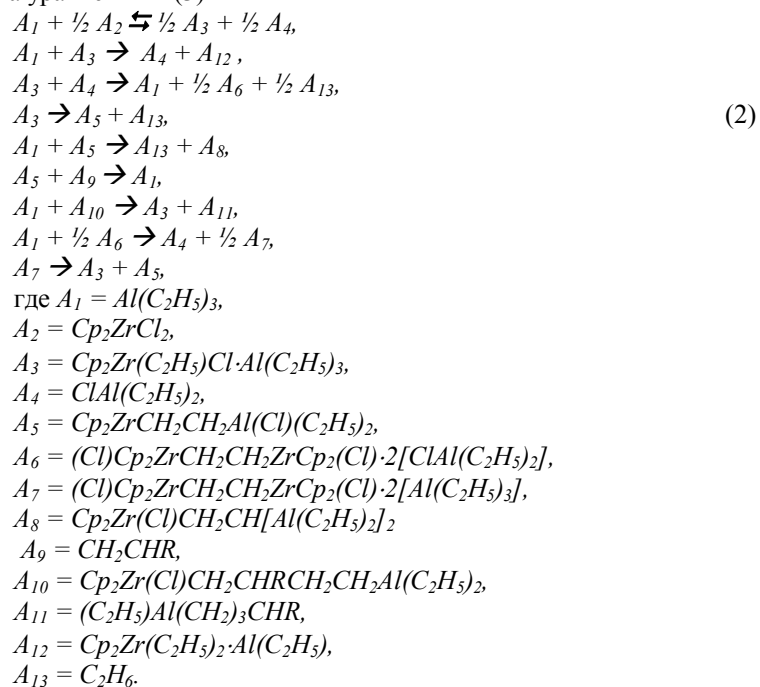 A₁ + ½ A₂ ⇆ ½ A₃ + ½ A₄,
A₁ + A₃ → A₄ + A₁₂ ,
A₃ + A₄ → A₁ + ½ A₆ + ½ A₁₃,
A₃ → A₅ + A₁₃, (2)
A₁ + A₅ → A₁₃ + A₈,
A₅ + A₉ → A₁,
A₁ + A₁₀ → A₃ + A₁₁,
A₁ + ½ A₆ → A₄ + ½ A₇,
A₇ → A₃ + A₅,
где A₁ = Al(C₂H₅)₃,
A₂ = Cp₂ZrCl₂,
A₃ = Cp₂Zr(C₂H₅)Cl·Al(C₂H₅)₃,
A₄ = ClAl(C₂H₅)₂,
A₅ = Cp₂ZrCH₂CH₂Al(Cl)(C₂H₅)₂,
A₆ = (Cl)Cp₂ZrCH₂CH₂ZrCp₂(Cl)·2[ClAl(C₂H₅)₂],
A₇ = (Cl)Cp₂ZrCH₂CH₂ZrCp₂(Cl)·2[Al(C₂H₅)₃],
A₈ = Cp₂Zr(Cl)CH₂CH[Al(C₂H₅)₂]₂
A₉ = CH₂CHR,
A₁₀ = Cp₂Zr(Cl)CH₂CHRCH₂CH₂Al(C₂H₅)₂,
A₁₁ = (C₂H₅)Al(CH₂)₃CHR,
A₁₂ = Cp₂Zr(C₂H₅)₂·Al(C₂H₅),
A₁₃ = C₂H₆.